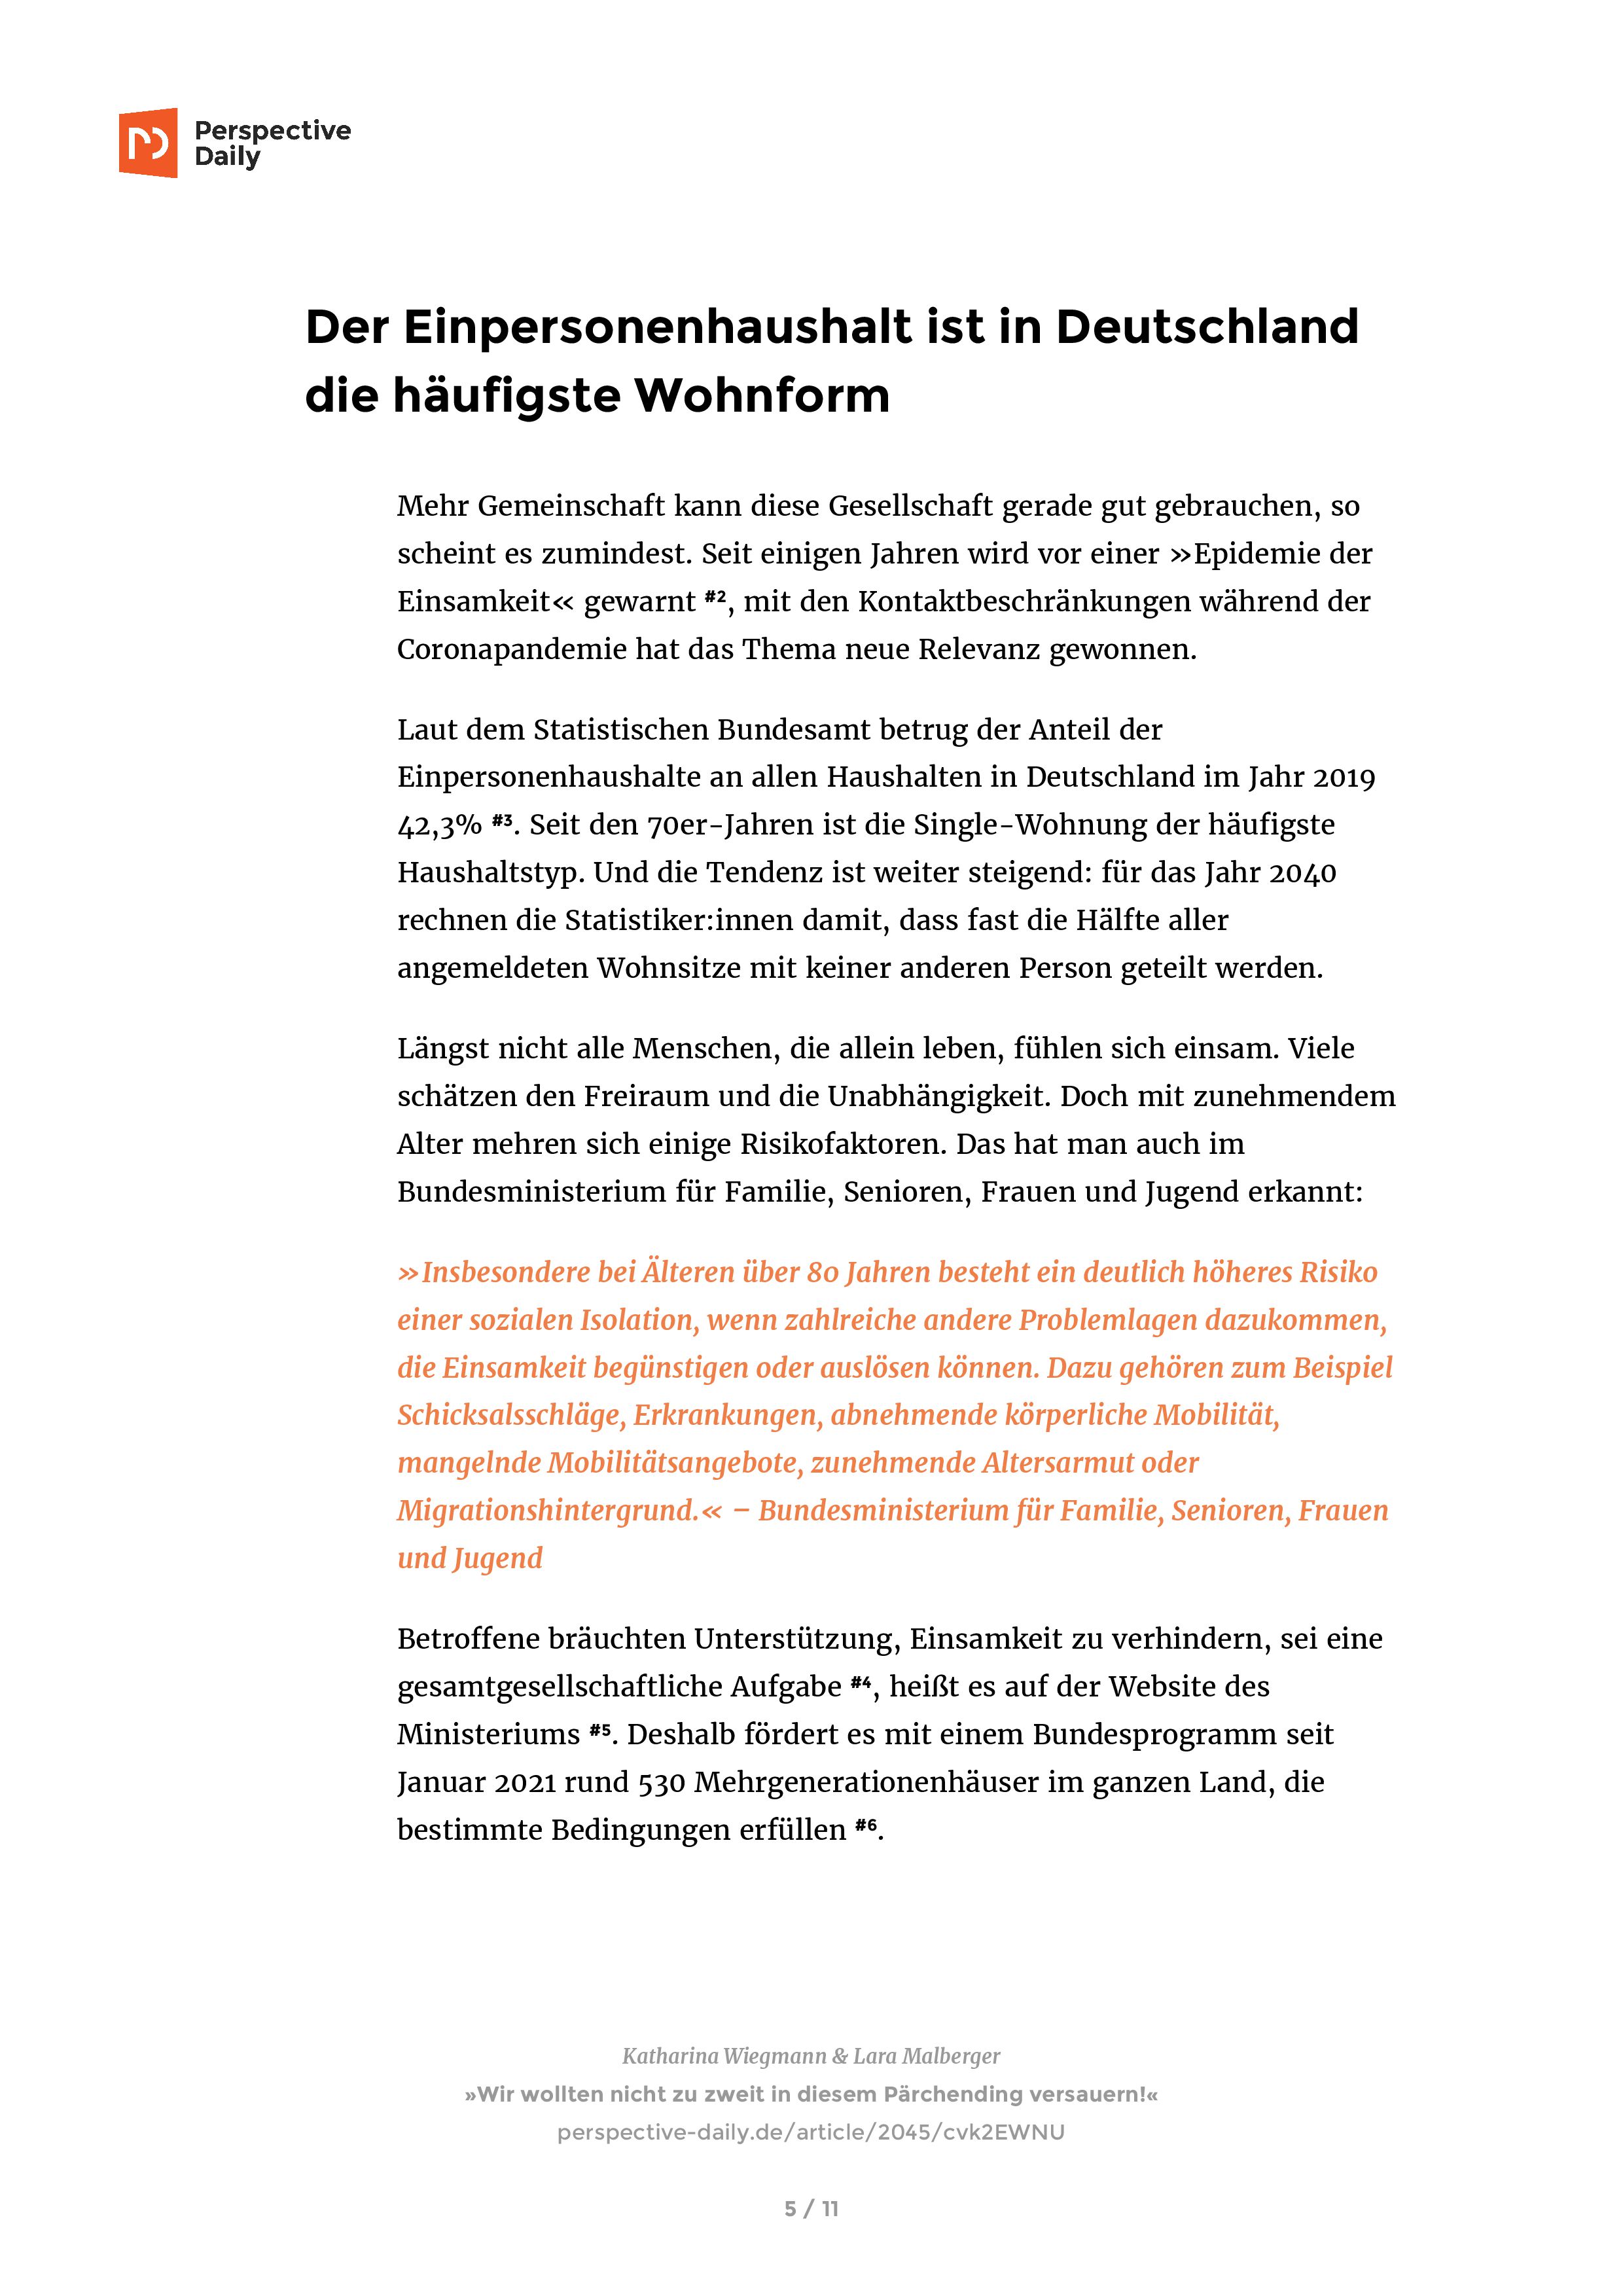 Perspective
Daily
Der Einpersonenhaushalt ist in Deutschland
die häufigste Wohnform
Mehr Gemeinschaft kann diese Gesellschaft gerade gut gebrauchen, so
scheint es zumindest. Seit einigen Jahren wird vor einer »Epidemie der
Einsamkeit« gewarnt #2, mit den Kontaktbeschränkungen während der
Coronapandemie hat das Thema neue Relevanz gewonnen.
Laut dem Statistischen Bundesamt betrug der Anteil der
Einpersonenhaushalte an allen Haushalten in Deutschland im Jahr 2019
42,3% #3. Seit den 70er-Jahren ist die Single-Wohnung der häufigste
Haushaltstyp. Und die Tendenz ist weiter steigend: für das Jahr 2040
rechnen die Statistiker:innen damit, dass fast die Hälfte aller
angemeldeten Wohnsitze mit keiner anderen Person geteilt werden.
Längst nicht alle Menschen, die allein leben, fühlen sich einsam. Viele
schätzen den Freiraum und die Unabhängigkeit. Doch mit zunehmendem
Alter mehren sich einige Risikofaktoren. Das hat man auch im
Bundesministerium für Familie, Senioren, Frauen und Jugend erkannt:
»Insbesondere bei Älteren über 80 Jahren besteht ein deutlich höheres Risiko
einer sozialen Isolation, wenn zahlreiche andere Problemlagen dazukommen,
die Einsamkeit begünstigen oder auslösen können. Dazu gehören zum Beispiel
Schicksalsschläge, Erkrankungen, abnehmende körperliche Mobilität,
mangelnde Mobilitätsangebote, zunehmende Altersarmut oder
Migrationshintergrund.« – Bundesministerium für Familie, Senioren, Frauen
und Jugend
Betroffene bräuchten Unterstützung, Einsamkeit zu verhindern, sei eine
gesamtgesellschaftliche Aufgabe #4, heißt es auf der Website des
Ministeriums #5. Deshalb fördert es mit einem Bundesprogramm seit
Januar 2021 rund 530 Mehrgenerationenhäuser im ganzen Land, die
bestimmte Bedingungen erfüllen #6.
Katharina Wiegmann & Lara Malberger
»Wir wollten nicht zu zweit in diesem Pärchending versauern!«
perspective-daily.de/article/2045/cvk2EWNU
5 / 11